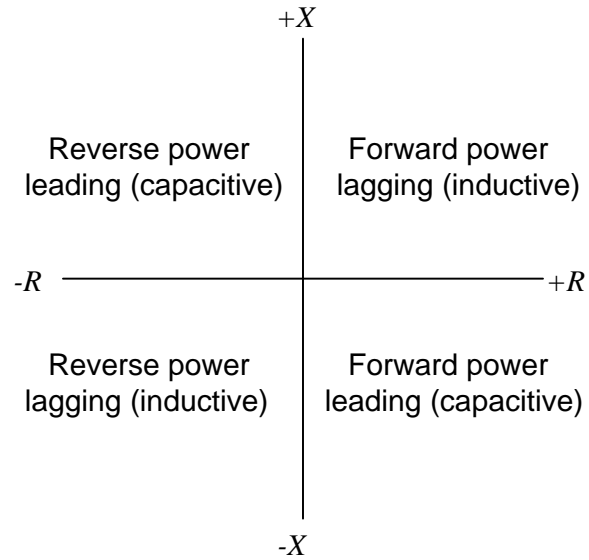 +X
Reverse power
leading (capacitive)
Forward power
lagging (inductive)
-R
+R
Reverse power
lagging (inductive)
Forward power
leading (capacitive)
-X